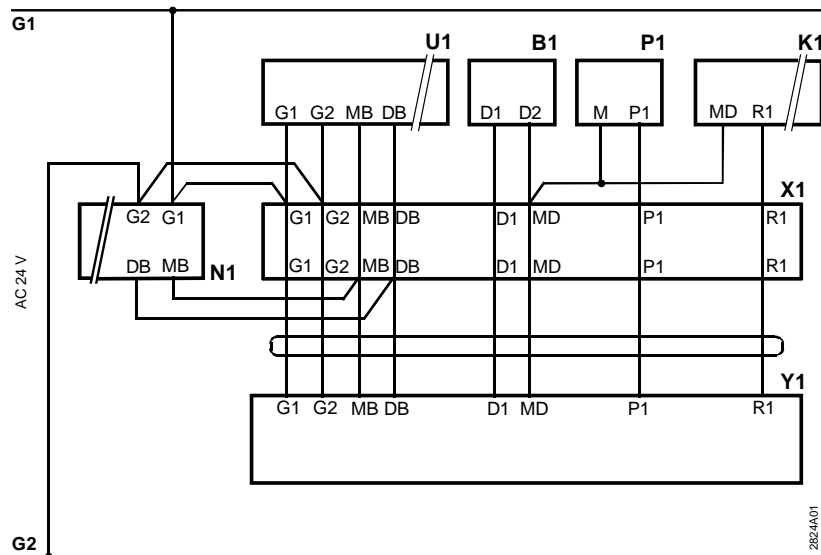 G1
U1 B1 P1 K1
G1 G2 MB DB D1 D2 M P1 MD R1
X1
G2 G1 G1 G2 MB DB D1 MD P1 R1
DB MB N1 G1 G2 MB DB D1 MD P1 R1
AC 24 V
Y1
G1 G2 MB DB D1 MD P1 R1
G2
2824A01